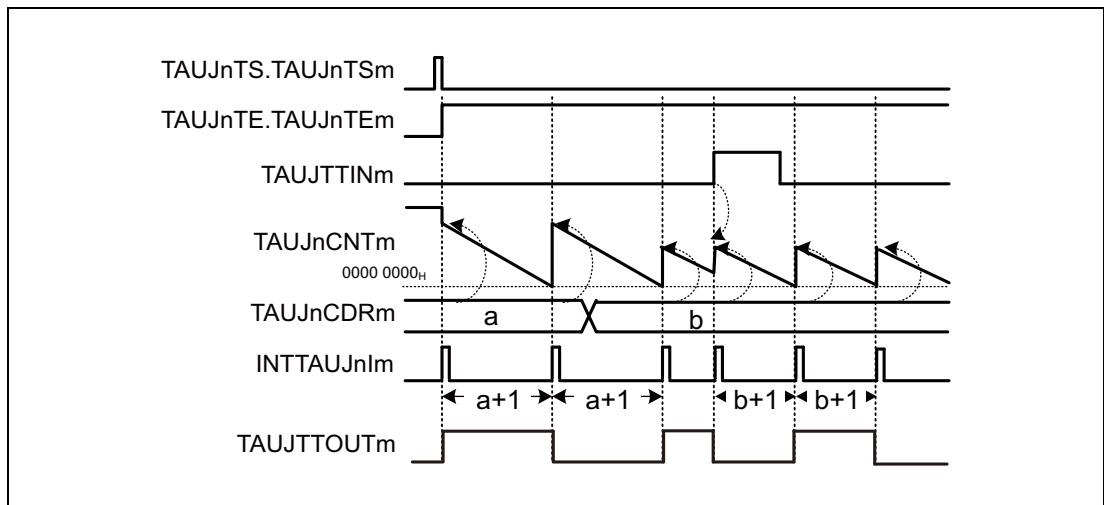 TAUJnTS.TAUJnTSm
TAUJnTE.TAUJnTEm
TAUJTTINm
TAUJnCNTm
0000 0000H
TAUJnCDRm
a
b
INTTAUJnIm
a+1 a+1 b+1 b+1
TAUJTTOUTm